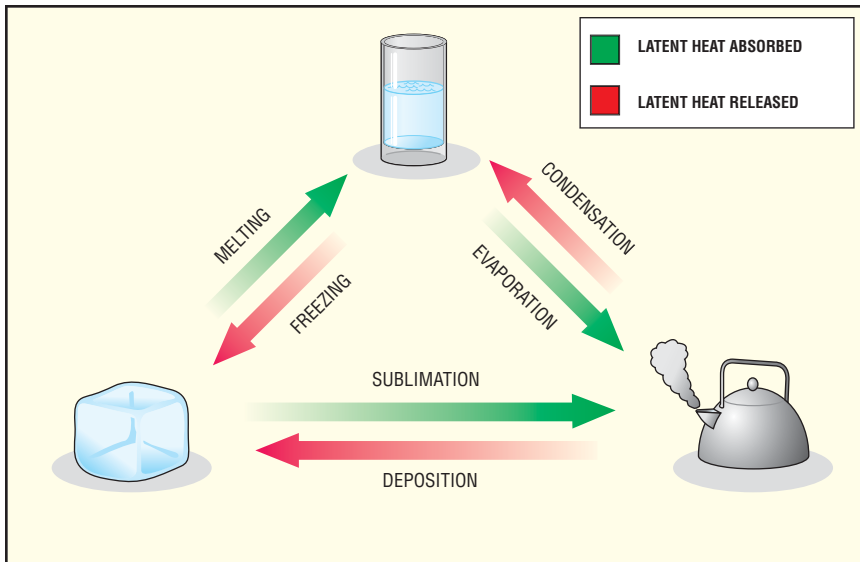 LATENT HEAT ABSORBED
LATENT HEAT RELEASED
MELTING
FREEZING
CONDENSATION
EVAPORATION
SUBLIMATION
DEPOSITION